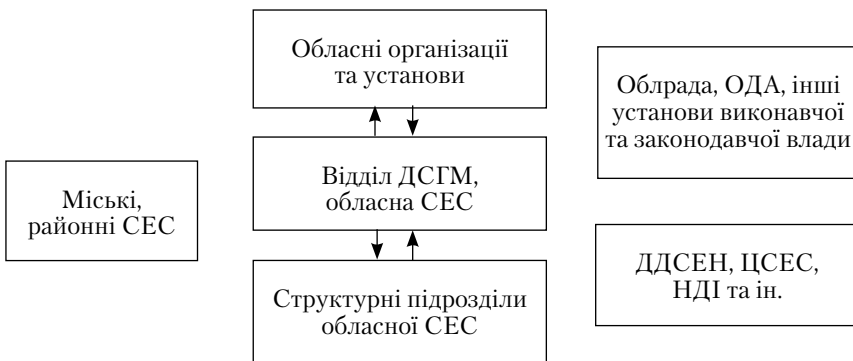 Обласні організації
та установи
Облрада, ОДА, інші
установи виконавчої
та законодавчої влади
Міські,
районні СЕС
Відділ ДСГМ,
обласна СЕС
ДДСЕН, ЦСЕС,
НДІ та ін.
Структурні підрозділи
обласної СЕС